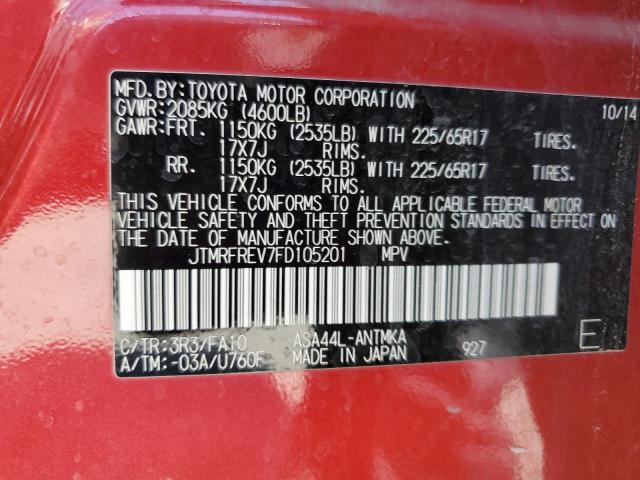 MFD.BY:TOYOTA MOTOR CORPORATION 10/14
GVWR:2085KG (4600LB)
GAWR:FRT. 1150KG (2535LB) WITH 225/65R17 TIRES.
17X7J RIMS.
RR. 1150KG (2535LB) WITH 225/65R17 TIRES.
17X7J RIMS.
THIS VEHICLE CONFORMS TO ALL APPLICABLE FEDERAL MOTOR
VEHICLE SAFETY AND THEFT PREVENTION STANDARDS IN EFFECT ON
THE DATE OF MANUFACTURE SHOWN ABOVE.
JTMRFREV7FD105201 MPV
C/TR:3R3/FA10 ASA44L-ANTMKA
A/TM:-03A/U760F MADE IN JAPAN 927 E